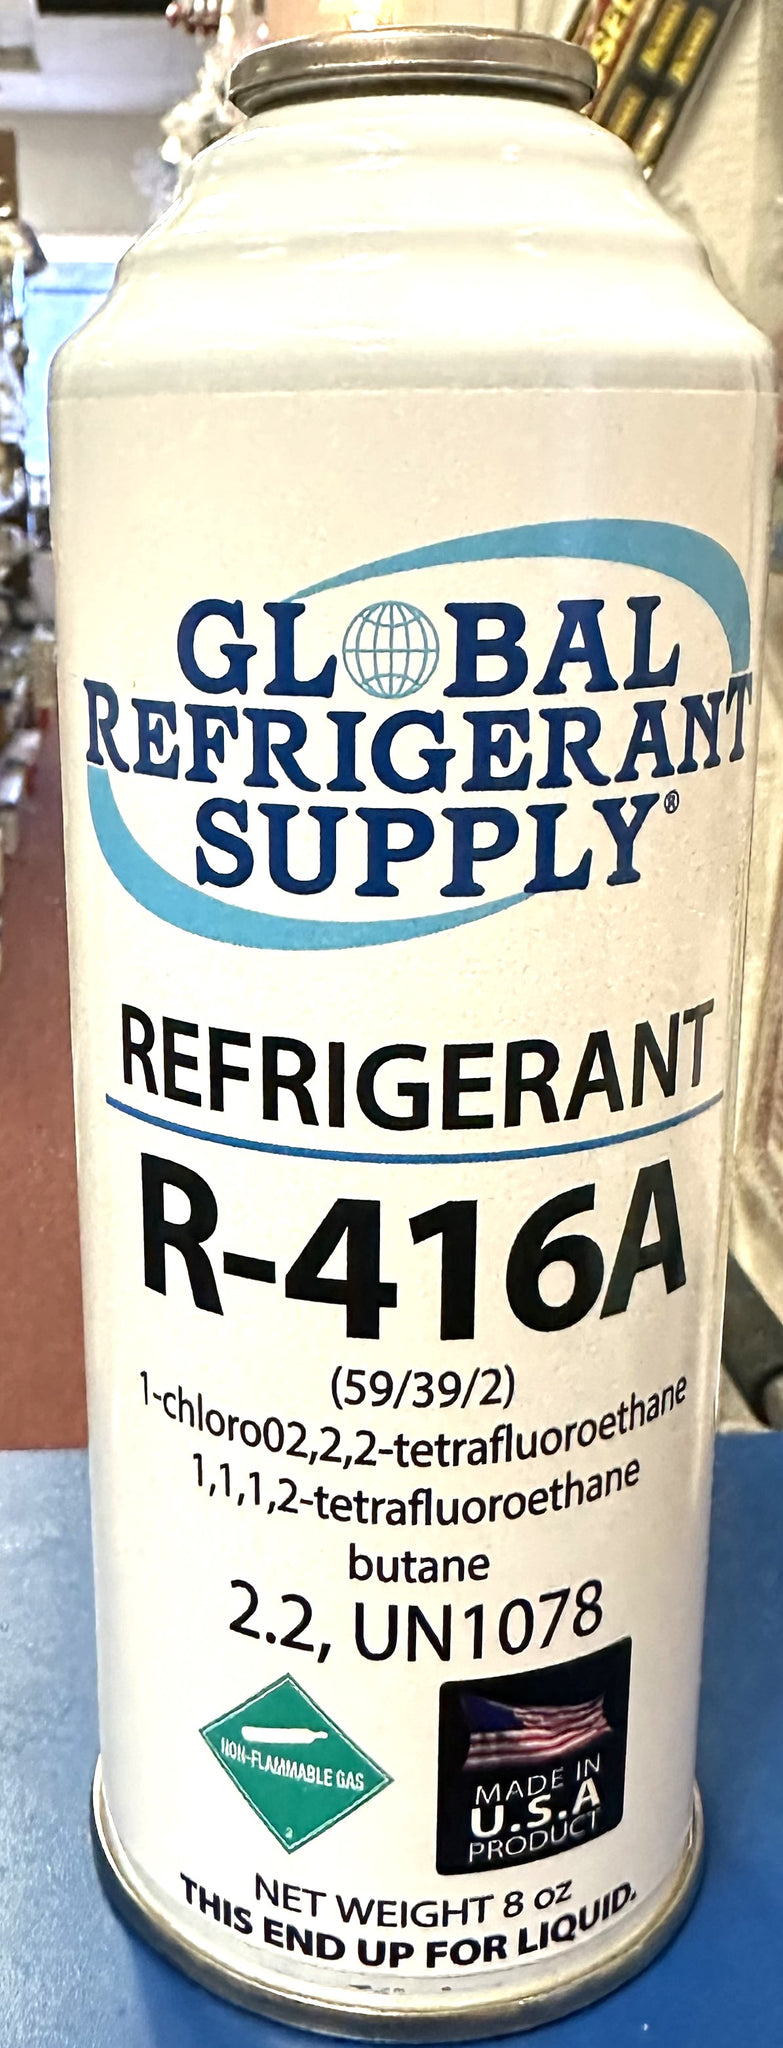 GLOBAL
REFRIGERANT
SUPPLY®
REFRIGERANT
R-416A
(59/39/2)
1-chloro02,2,2-tetrafluoroethane
1,1,1,2-tetrafluoroethane
butane
2.2, UN1078
NON-FLAMMABLE GAS
2
MADE IN
U.S.A
PRODUCT
NET WEIGHT 8 oz
THIS END UP FOR LIQUID.